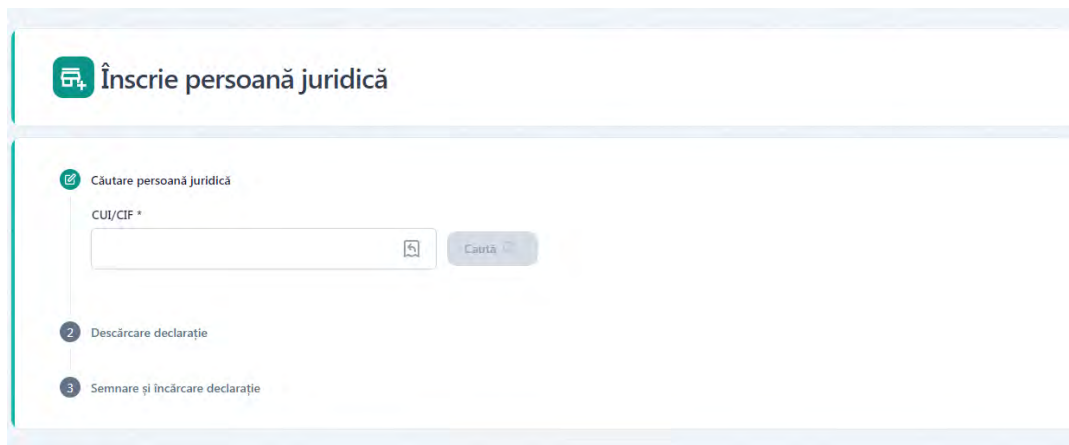 Înscrie persoană juridică
Căutare persoană juridică
CUI/CIF *
Caută
2 Descărcare declarație
3 Semnare și încărcare declarație